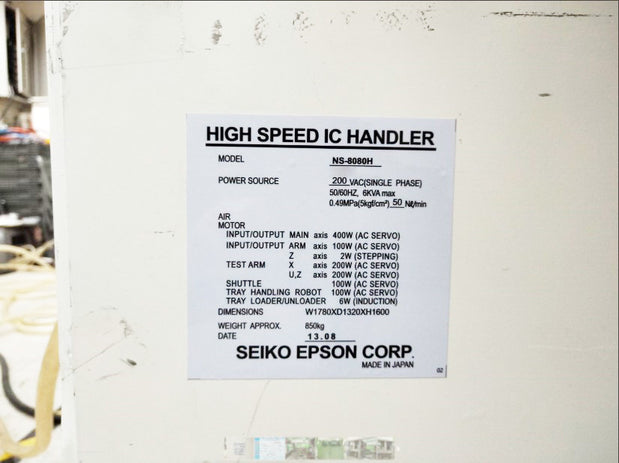 HIGH SPEED IC HANDLER
MODEL NS-8080H
POWER SOURCE 200 VAC(SINGLE PHASE)
50/60HZ, 6KVA max
0.49MPa(5kgf/cm²) 50 Nℓ/min
AIR
MOTOR
INPUT/OUTPUT MAIN axis 400W (AC SERVO)
INPUT/OUTPUT ARM axis 100W (AC SERVO)
Z axis 2W (STEPPING)
TEST ARM X axis 200W (AC SERVO)
U,Z axis 200W (AC SERVO)
SHUTTLE 100W (AC SERVO)
TRAY HANDLING ROBOT 100W (AC SERVO)
TRAY LOADER/UNLOADER 6W (INDUCTION)
DIMENSIONS W1780XD1320XH1600
WEIGHT APPROX. 850kg
DATE 13.08
SEIKO EPSON CORP.
MADE IN JAPAN
02